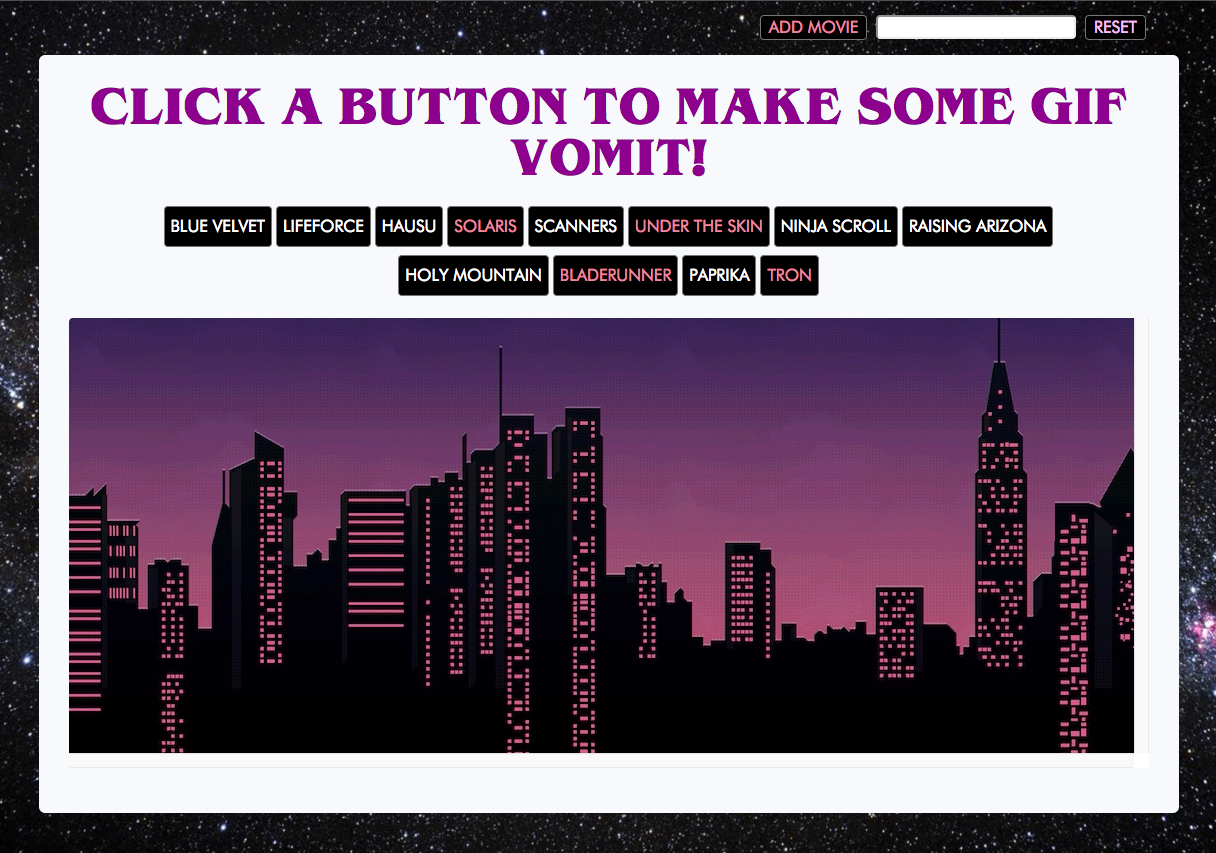 ADD MOVIE RESET
CLICK A BUTTON TO MAKE SOME GIF
VOMIT!
BLUE VELVET LIFEFORCE HAUSU SOLARIS SCANNERS UNDER THE SKIN NINJA SCROLL RAISING ARIZONA
HOLY MOUNTAIN BLADERUNNER PAPRIKA TRON